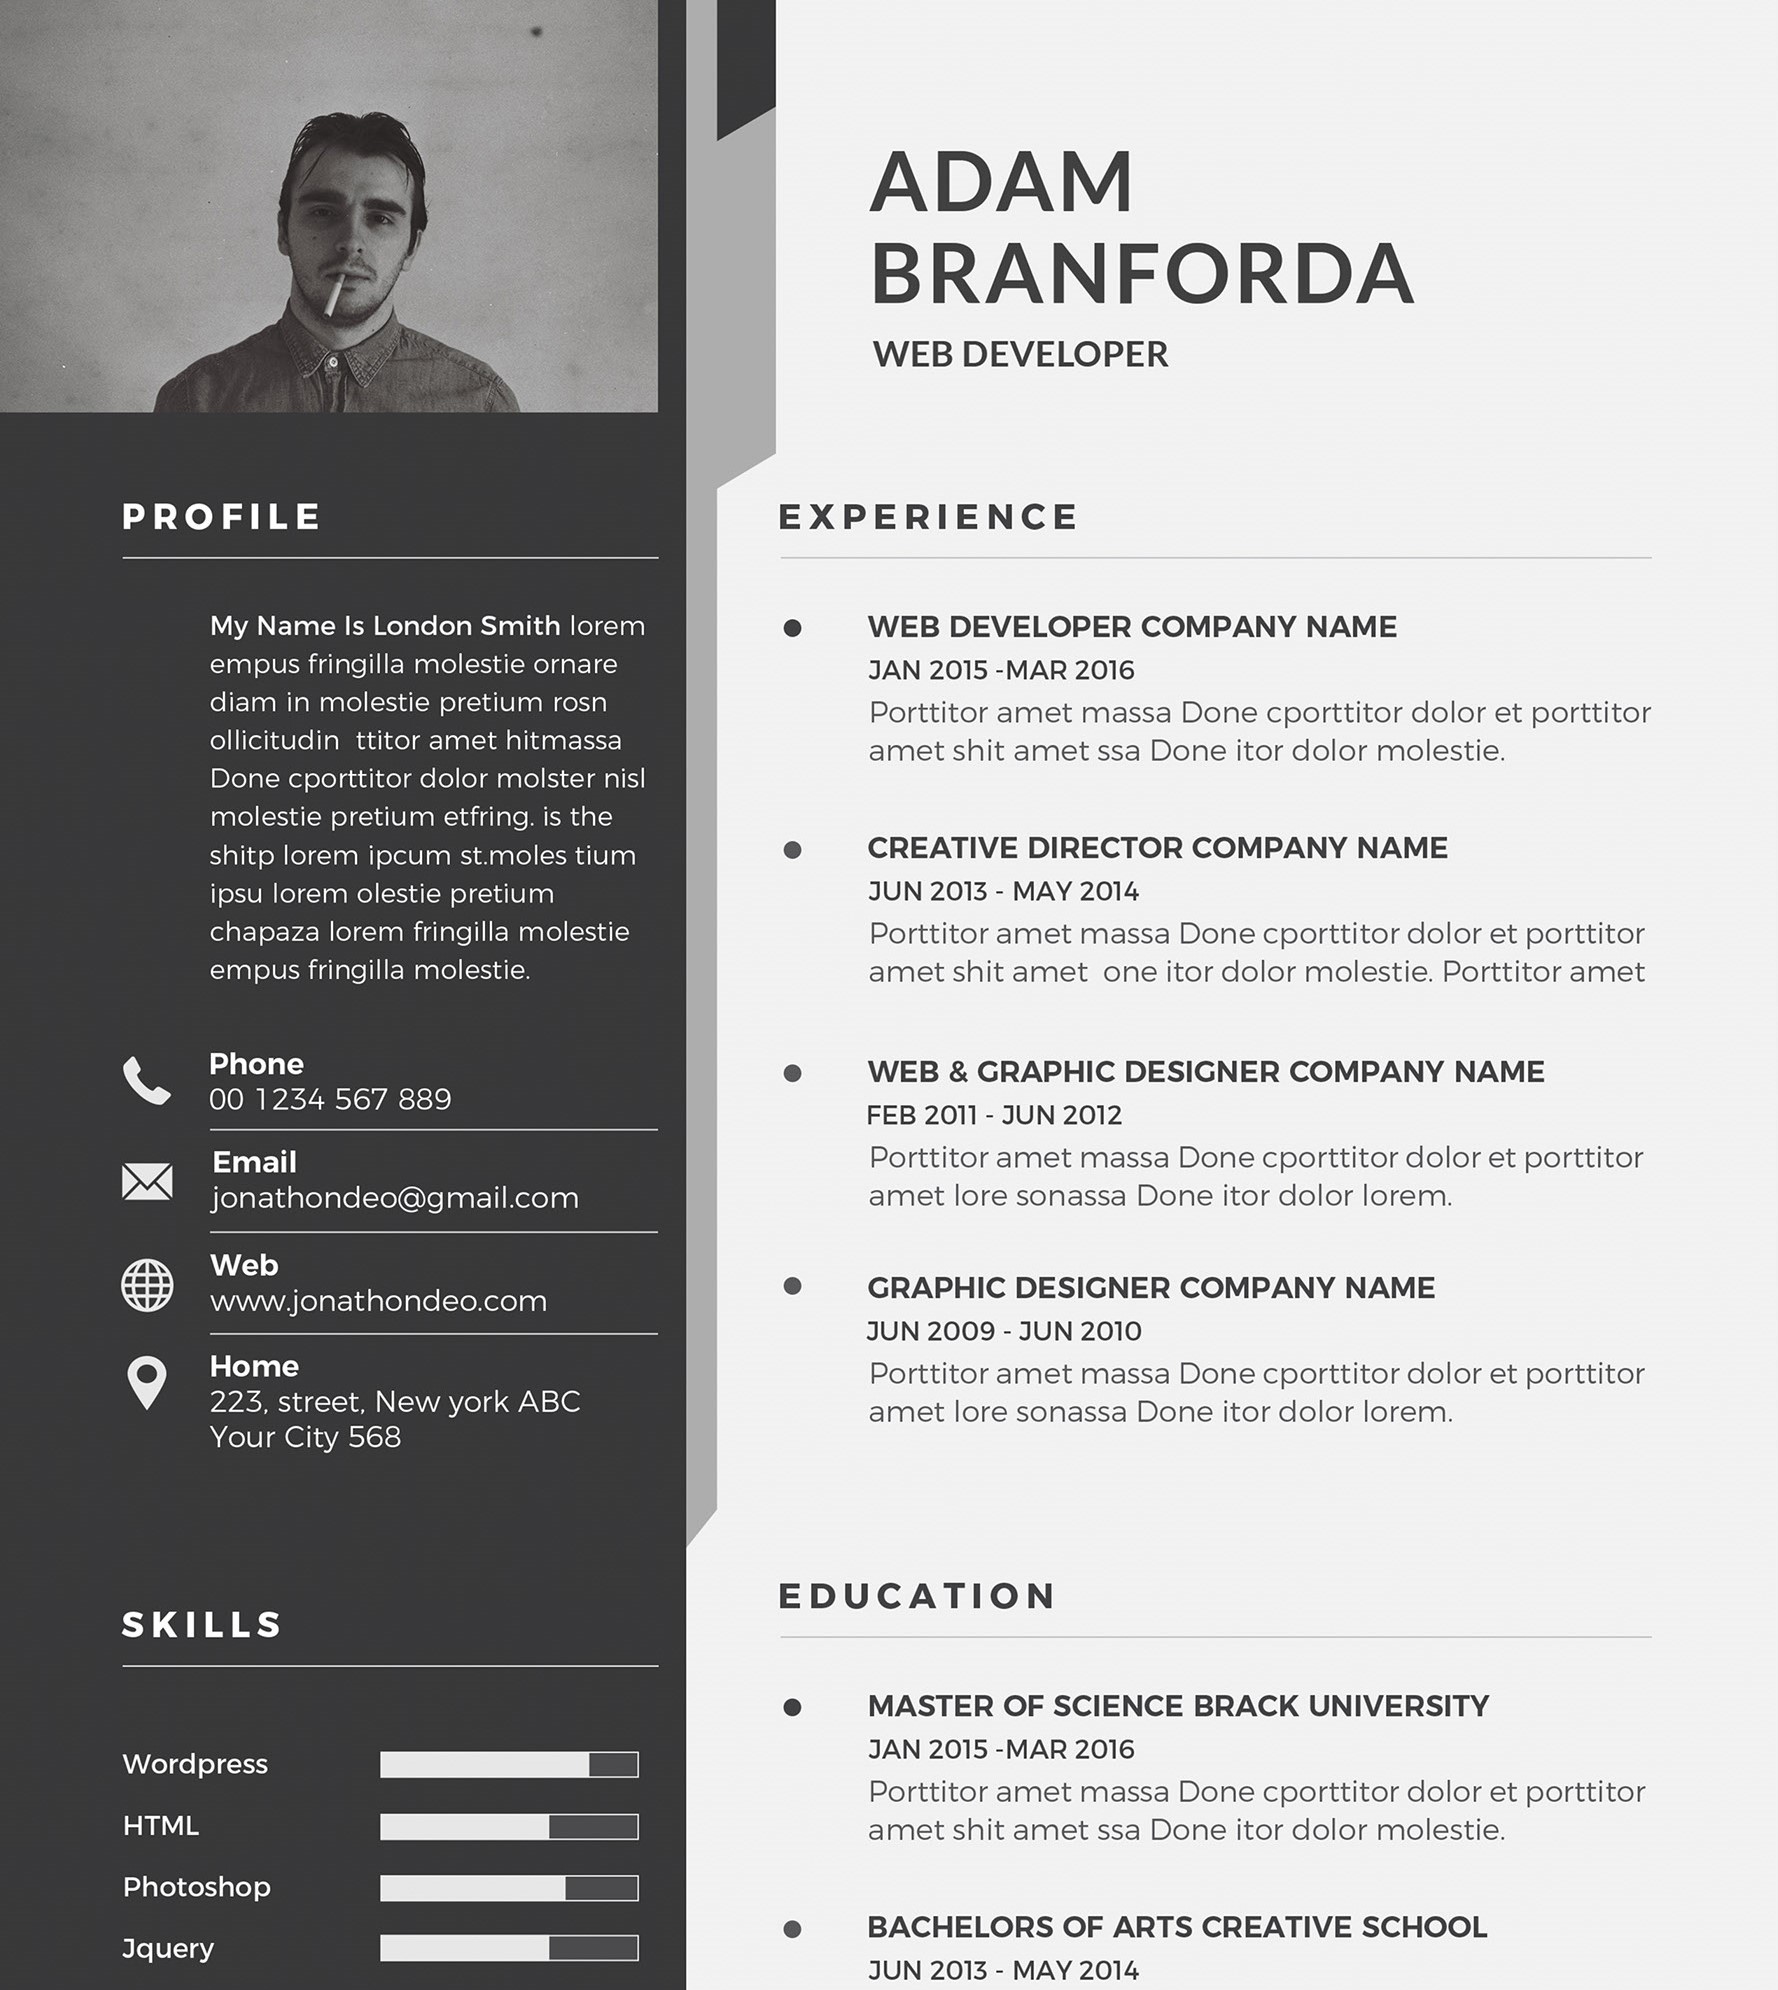 ADAM
BRANFORDA
WEB DEVELOPER
PROFILE
My Name Is London Smith lorem
empus fringilla molestie ornare
diam in molestie pretium rosn
ollicitudin  ttitor amet hitmassa
Done cporttitor dolor molster nisl
molestie pretium etfring. is the
shitp lorem ipcum st.moles tium
ipsu lorem olestie pretium
chapaza lorem fringilla molestie
empus fringilla molestie.
Phone
00 1234 567 889
Email
jonathondeo@gmail.com
Web
www.jonathondeo.com
Home
223, street, New york ABC
Your City 568
SKILLS
Wordpress
HTML
Photoshop
Jquery
EXPERIENCE
WEB DEVELOPER COMPANY NAME
JAN 2015 -MAR 2016
Porttitor amet massa Done cporttitor dolor et porttitor
amet shit amet ssa Done itor dolor molestie.
CREATIVE DIRECTOR COMPANY NAME
JUN 2013 - MAY 2014
Porttitor amet massa Done cporttitor dolor et porttitor
amet shit amet  one itor dolor molestie. Porttitor amet
WEB & GRAPHIC DESIGNER COMPANY NAME
FEB 2011 - JUN 2012
Porttitor amet massa Done cporttitor dolor et porttitor
amet lore sonassa Done itor dolor lorem.
GRAPHIC DESIGNER COMPANY NAME
JUN 2009 - JUN 2010
Porttitor amet massa Done cporttitor dolor et porttitor
amet lore sonassa Done itor dolor lorem.
EDUCATION
MASTER OF SCIENCE BRACK UNIVERSITY
JAN 2015 -MAR 2016
Porttitor amet massa Done cporttitor dolor et porttitor
amet shit amet ssa Done itor dolor molestie.
BACHELORS OF ARTS CREATIVE SCHOOL
JUN 2013 - MAY 2014